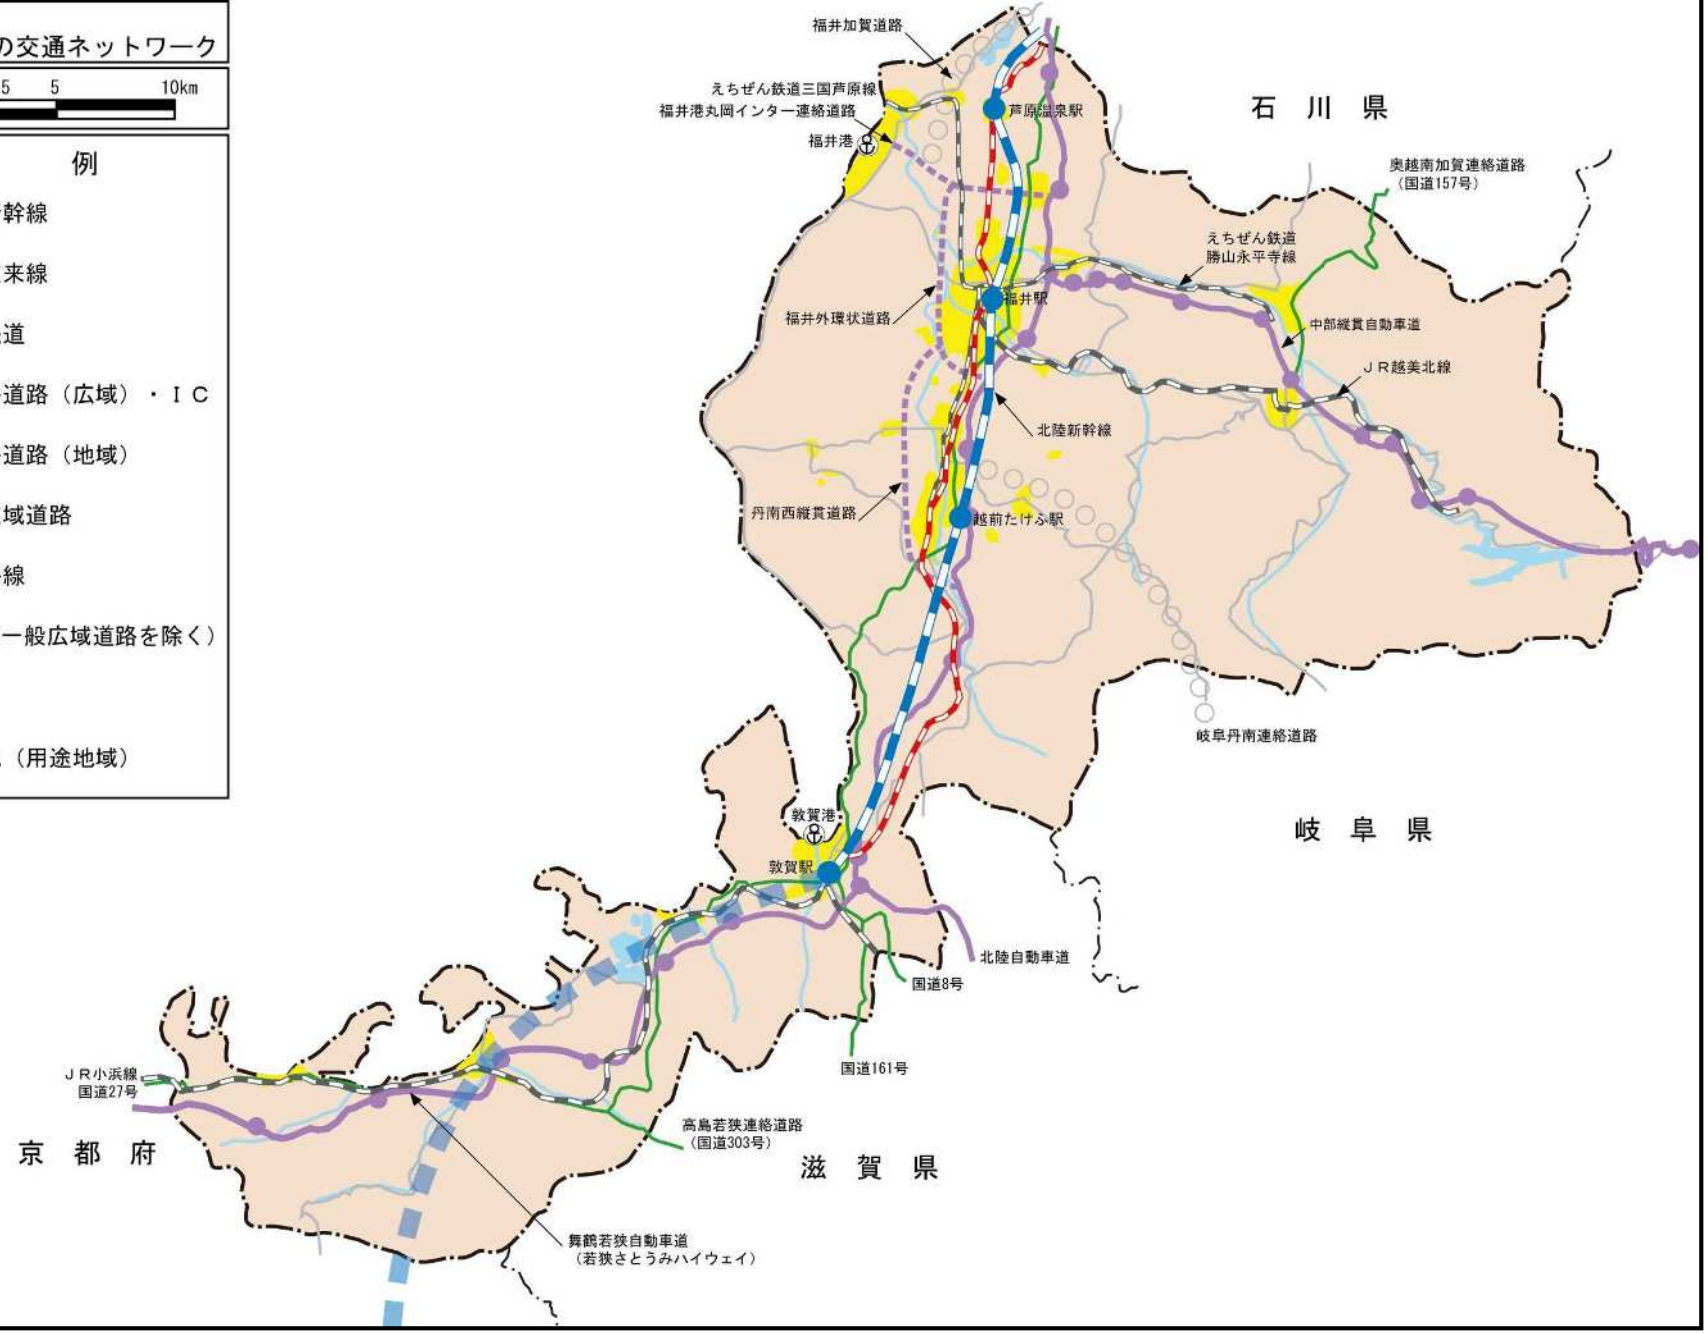 の交通ネットワーク
5 5 10km
例
幹線
来線
道
道路（広域）・ＩＣ
道路（地域）
域道路
線
一般広域道路を除く）
（用途地域）
福井加賀道路
えちぜん鉄道三国芦原線
福井港丸岡インター連絡道路
福井港
芦原温泉駅
石川県
奥越南加賀連絡道路
（国道157号）
えちぜん鉄道
勝山永平寺線
福井駅
福井外環状道路
中部縦貫自動車道
ＪＲ越美北線
北陸新幹線
丹南西縦貫道路
越前たけふ駅
岐阜丹南連絡道路
岐阜県
敦賀港
敦賀駅
北陸自動車道
国道8号
国道161号
ＪＲ小浜線
国道27号
高島若狭連絡道路
（国道303号）
京都府
滋賀県
舞鶴若狭自動車道
（若狭さとうみハイウェイ）